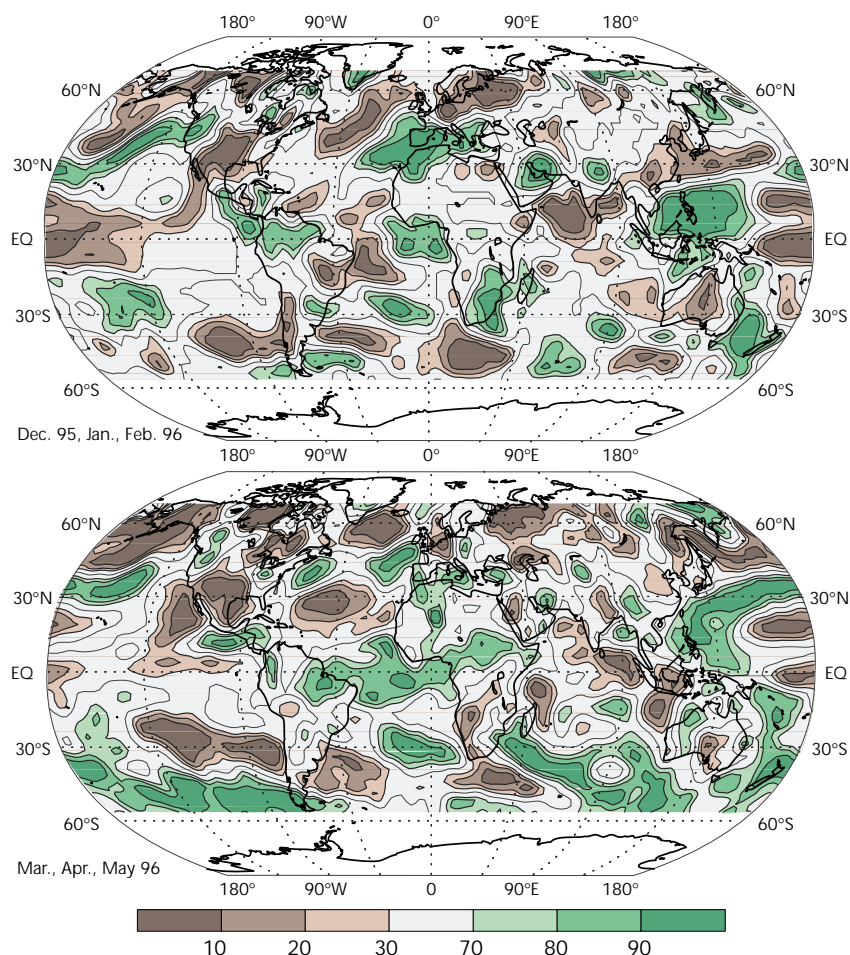 180° 90°W 0° 90°E 180°
60°N 60°N
30°N 30°N
EQ EQ
30°S 30°S
60°S 60°S
Dec. 95, Jan., Feb. 96
180° 90°W 0° 90°E 180°
60°N 60°N
30°N 30°N
EQ EQ
30°S 30°S
60°S 60°S
Mar., Apr., May 96
180° 90°W 0 90°E 180°
10 20 30 70 80 90